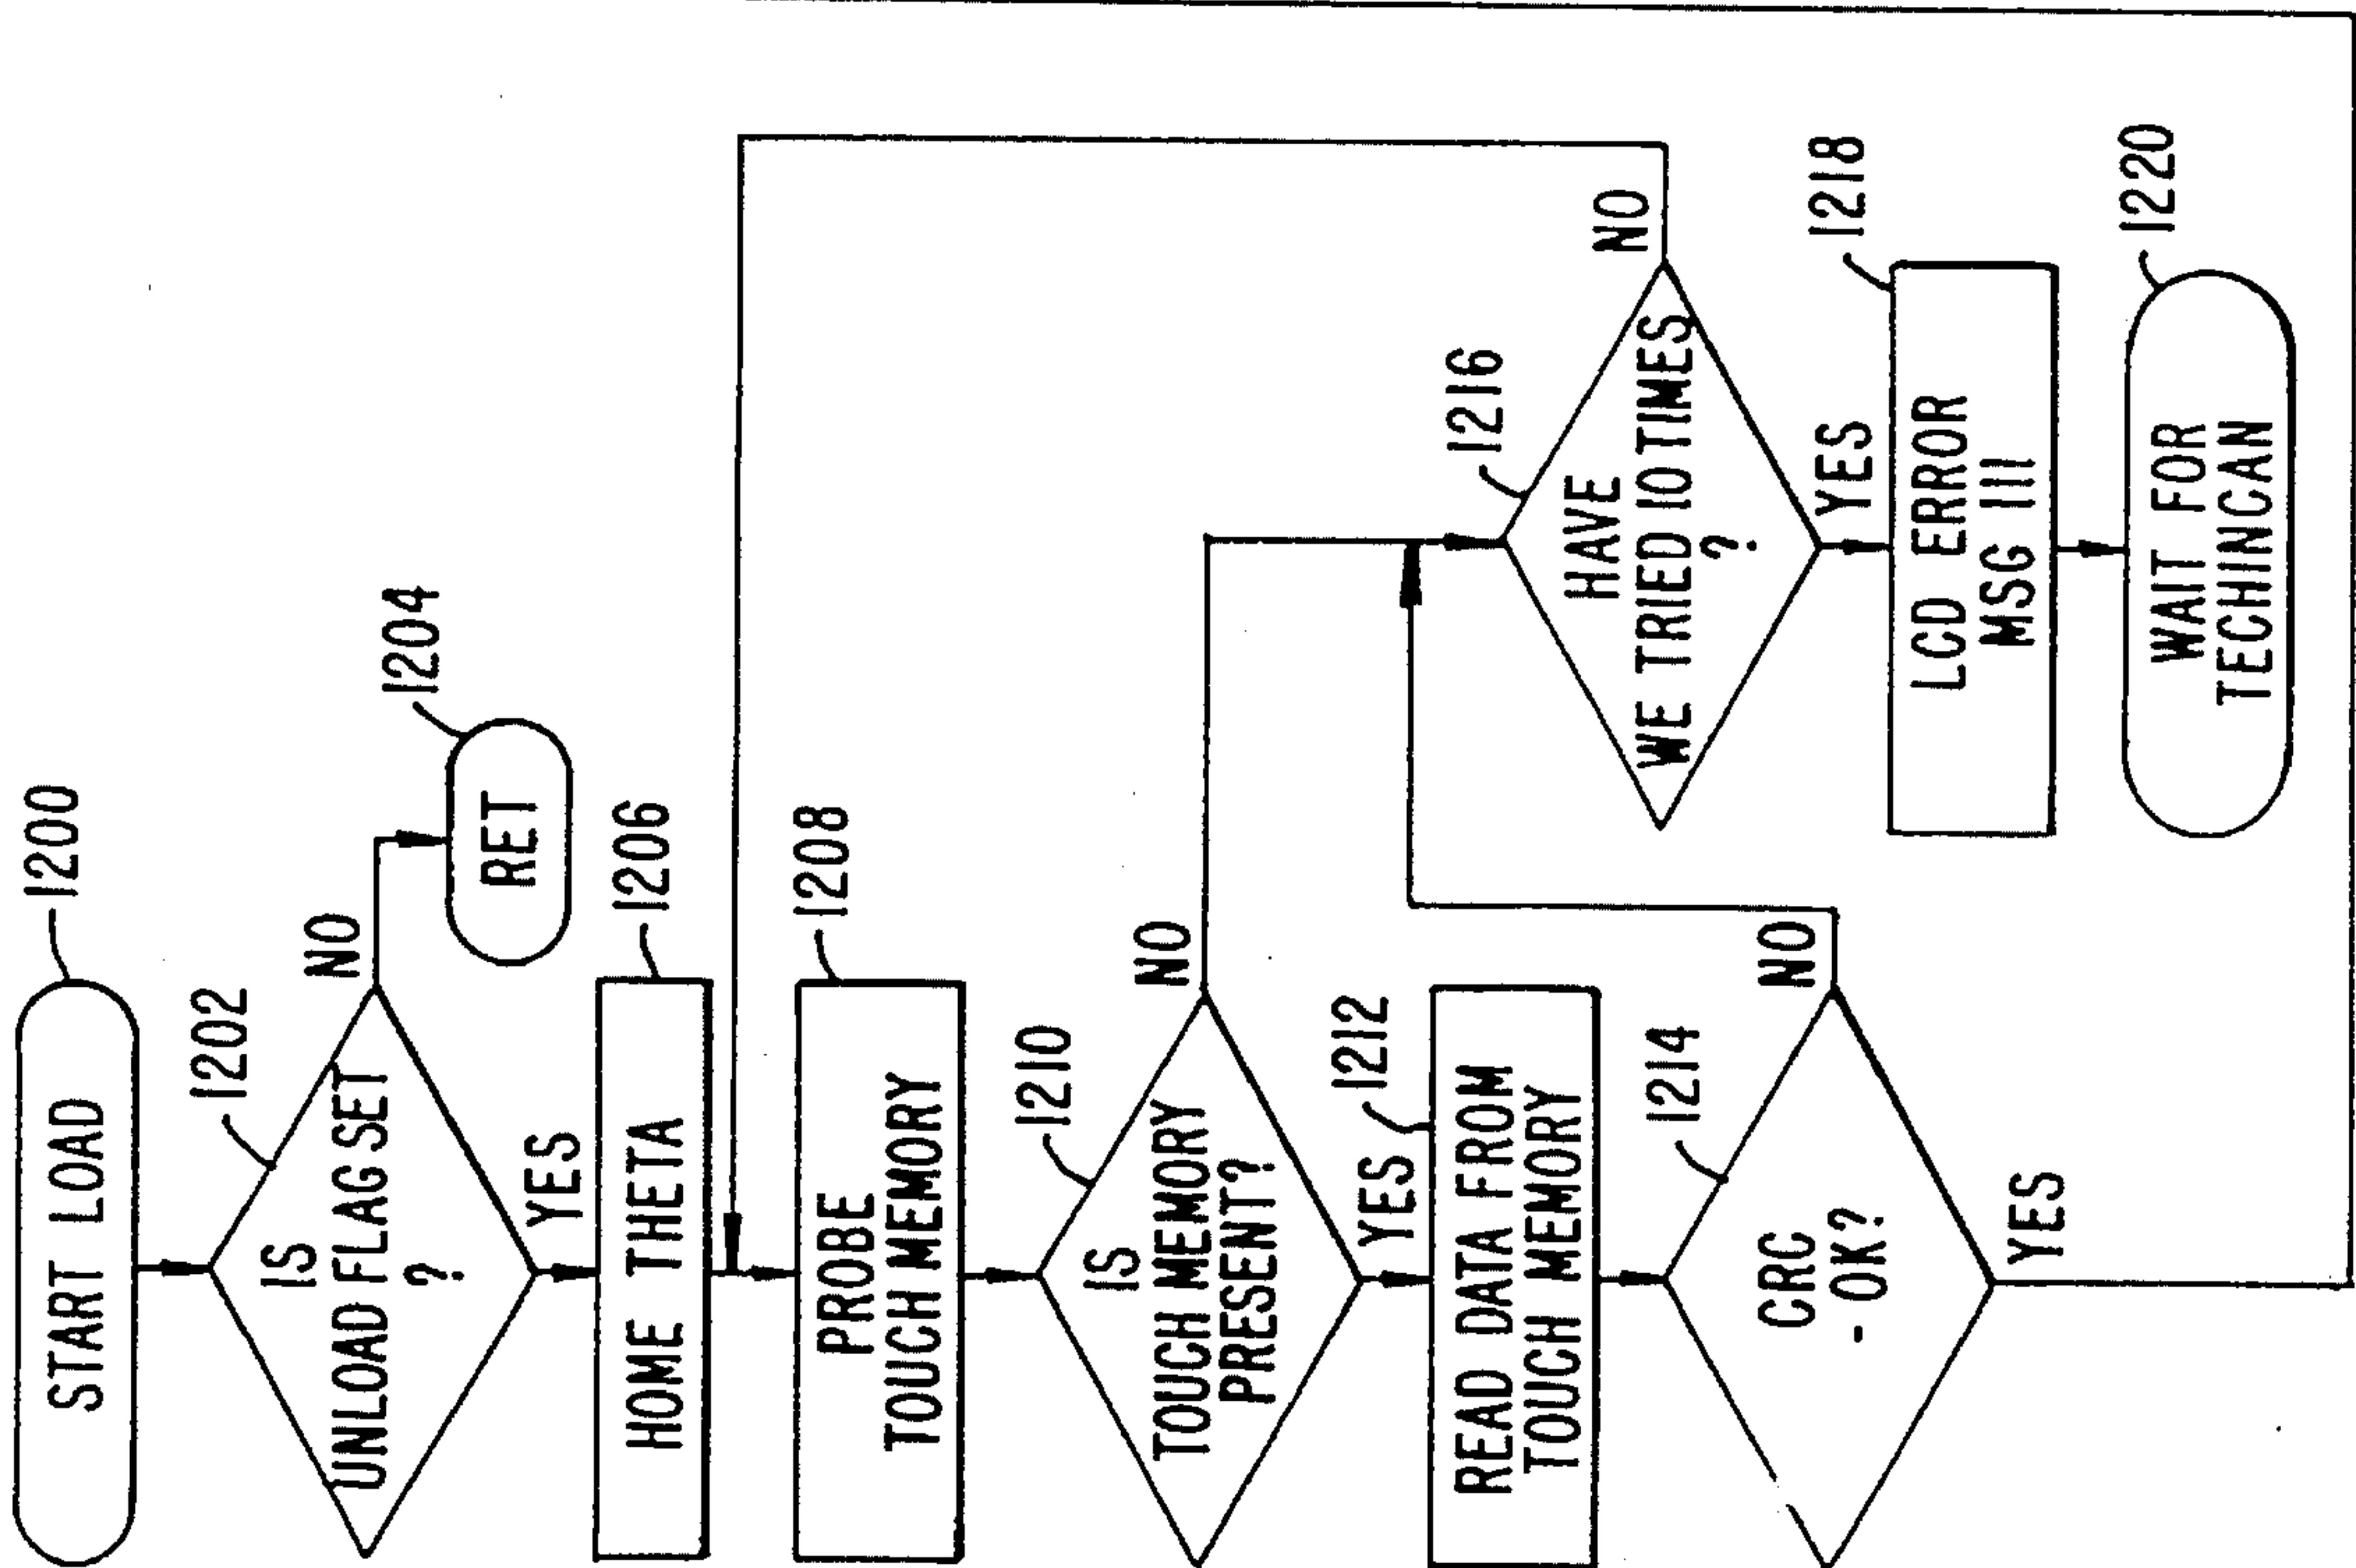 START LOAD
1200
IS
UNLOAD FLAG SET
?
1202
NO
RET
1204
YES
HOME THETA
1206
PROBE
TOUCH MEMORY
1208
IS
TOUCH MEMORY
PRESENT?
1210
NO
YES
READ DATA FROM
TOUCH MEMORY
1212
CRC
-OK?
1214
NO
YES
HAVE
WE TRIED 10 TIMES
?
1216
NO
YES
LCD ERROR
MSG 111
1218
WAIT FOR
TECHINCAN
1220